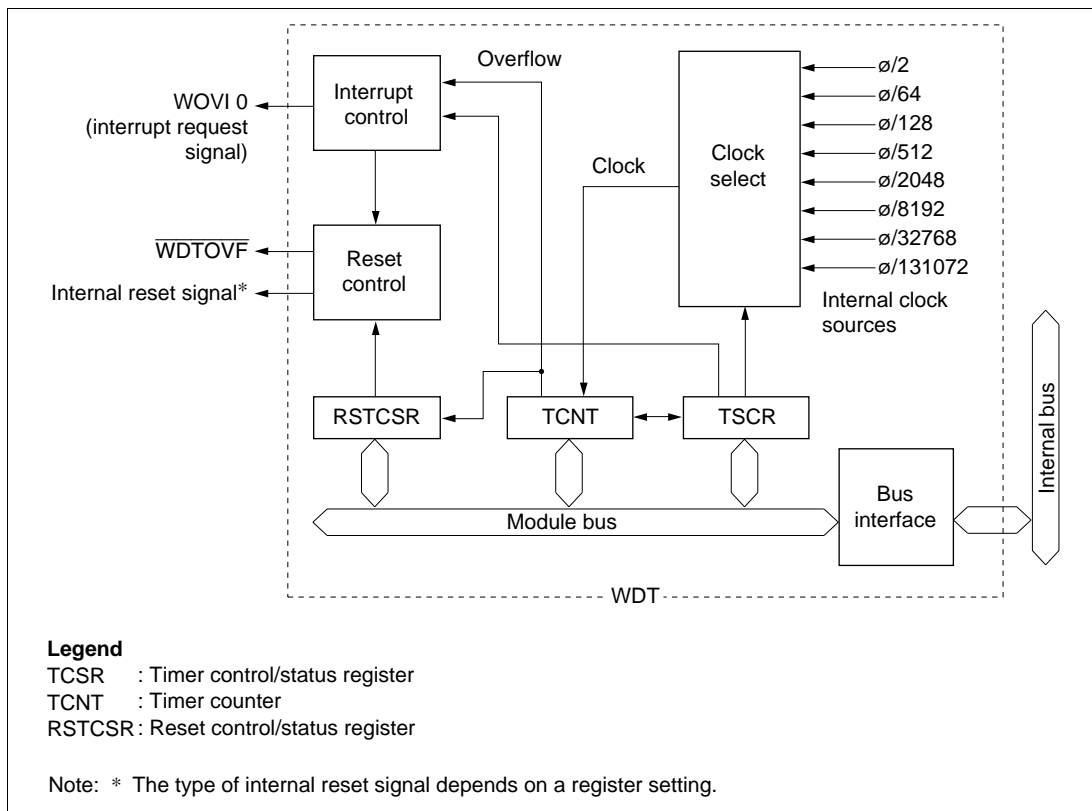 Overflow
Interrupt
control
WOVI 0
(interrupt request
signal)
Clock
Clock
select
ø/2
ø/64
ø/128
ø/512
ø/2048
ø/8192
ø/32768
ø/131072
Internal clock
sources
WDTOVF
Internal reset signal*
Reset
control
RSTCSR
TCNT
TSCR
Module bus
Bus
interface
Internal bus
WDT
Legend
TCSR : Timer control/status register
TCNT : Timer counter
RSTCSR : Reset control/status register
Note: * The type of internal reset signal depends on a register setting.